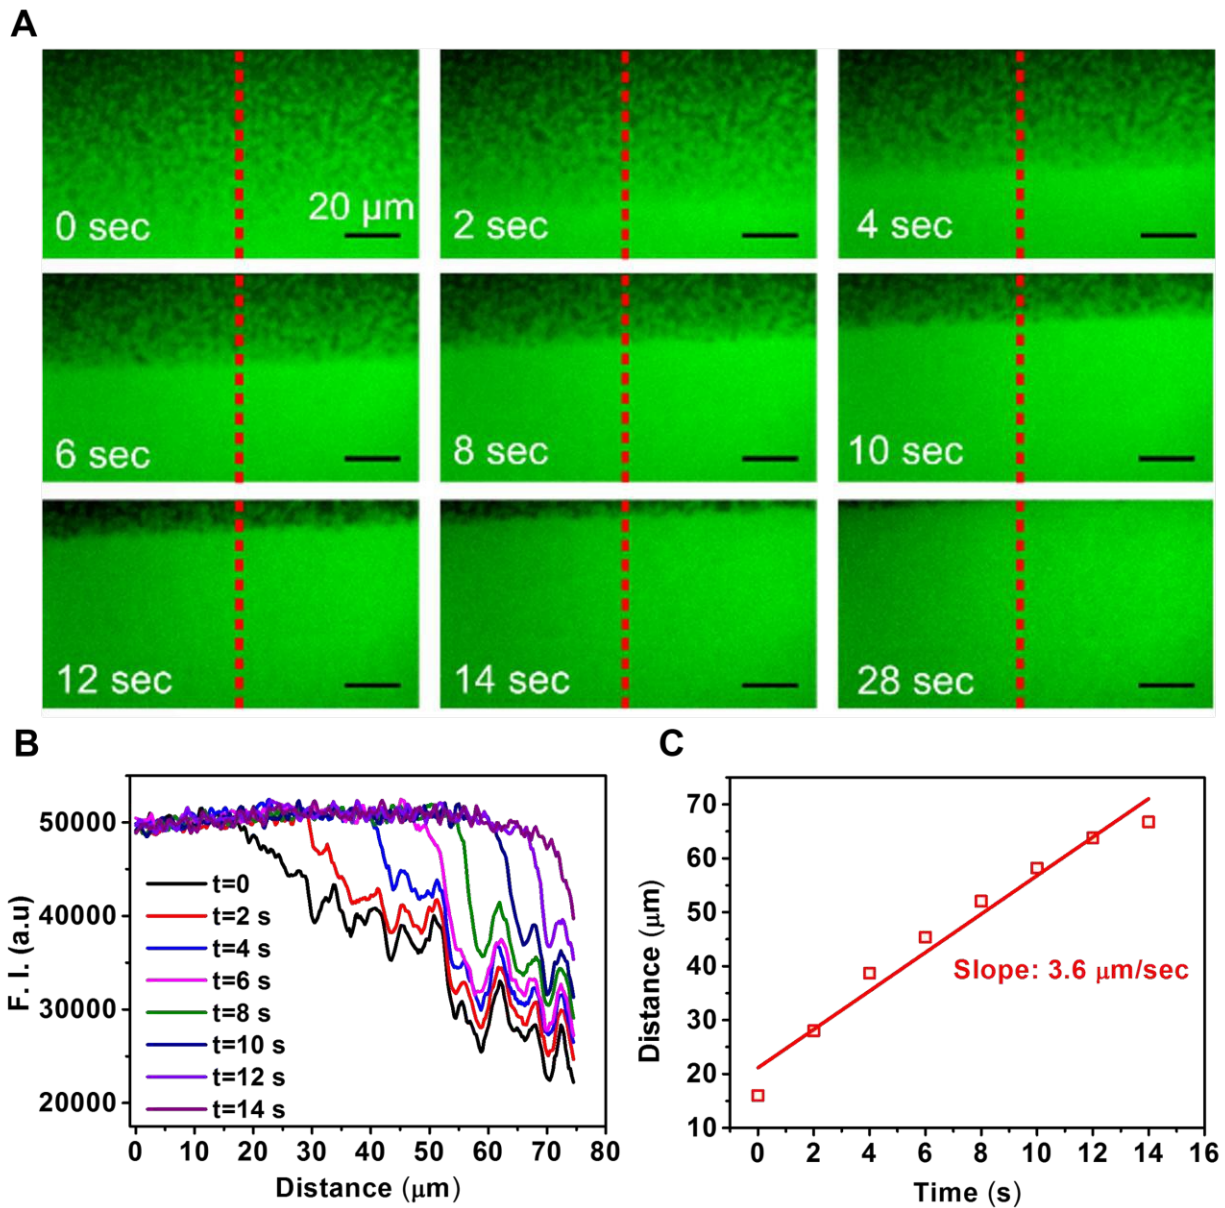 A
0 sec
20 μm
2 sec
4 sec
6 sec
8 sec
10 sec
12 sec
14 sec
28 sec
B
F. I. (a.u)
50000
40000
30000
20000
t=0
t=2 s
t=4 s
t=6 s
t=8 s
t=10 s
t=12 s
t=14 s
0 10 20 30 40 50 60 70 80
Distance (μm)
C
Distance (μm)
70
60
50
40
30
20
10
Slope: 3.6 μm/sec
0 2 4 6 8 10 12 14 16
Time (s)